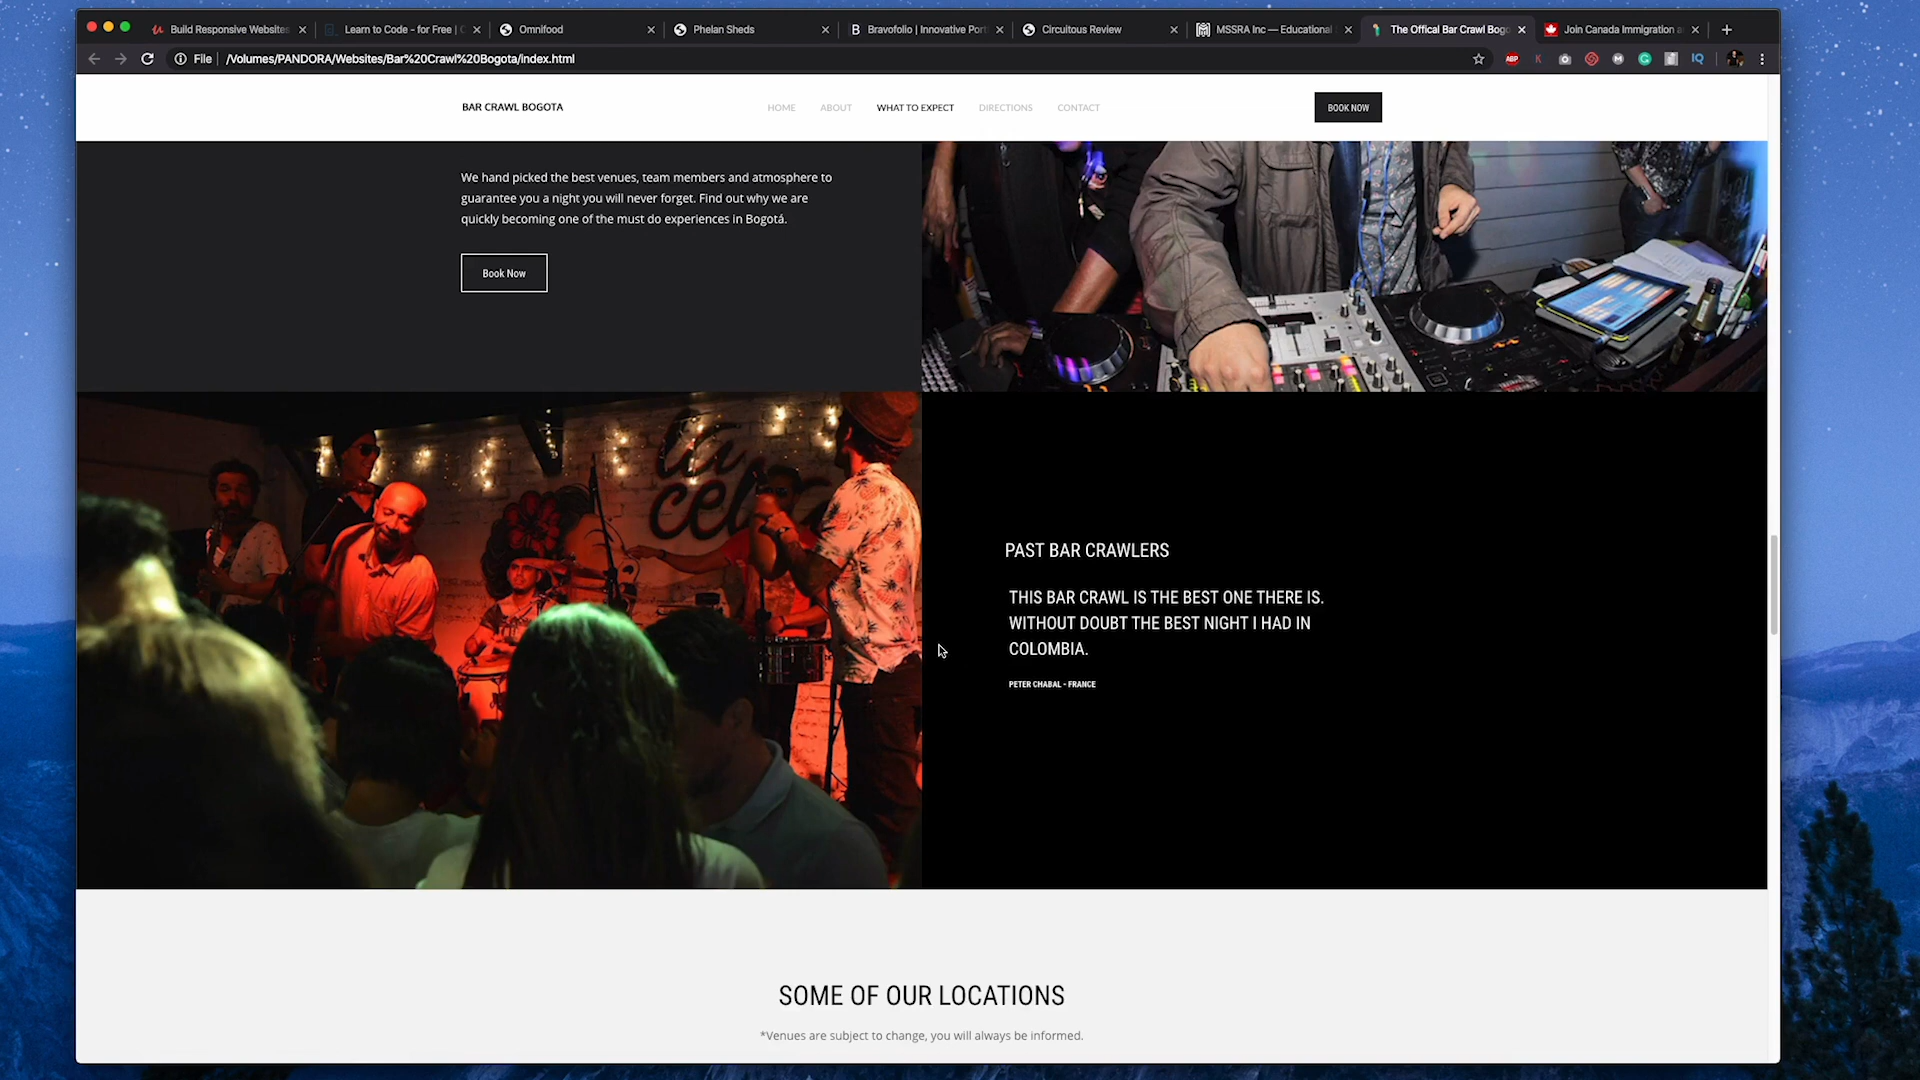 Build Responsive Websites
Learn to Code - for Free |
Omnifood
Phelan Sheds
Bravofolio | Innovative Port
Circuitous Review
MSSRA Inc — Educational
The Offical Bar Crawl Bogo
Join Canada Immigration
File
/Volumes/PANDORA/Websites/Bar%20Crawl%20Bogota/index.html
ABP
IQ
BAR CRAWL BOGOTA
HOME
ABOUT
WHAT TO EXPECT
DIRECTIONS
CONTACT
BOOK NOW
We hand picked the best venues, team members and atmosphere to
guarantee you a night you will never forget. Find out why we are
quickly becoming one of the must do experiences in Bogotá.
Book Now
la
PAST BAR CRAWLERS
THIS BAR CRAWL IS THE BEST ONE THERE IS.
WITHOUT DOUBT THE BEST NIGHT I HAD IN
COLOMBIA.
PETER CHABAL - FRANCE
SOME OF OUR LOCATIONS
*Venues are subject to change, you will always be informed.